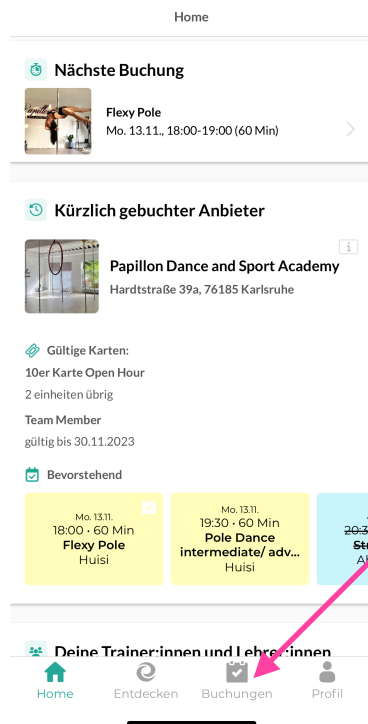 Home
Nächste Buchung
Flexy Pole
Mo. 13.11., 18:00-19:00 (60 Min)
Kürzlich gebuchter Anbieter
Papillon Dance and Sport Academy
Hardtstraße 39a, 76185 Karlsruhe
Gültige Karten:
10er Karte Open Hour
2 einheiten übrig
Team Member
gültig bis 30.11.2023
Bevorstehend
Mo. 13.11.
18:00 • 60 Min
Flexy Pole
Huisi
Mo. 13.11.
19:30 • 60 Min
Pole Dance
intermediate/ adv...
Huisi
20:3
Deine Trainer:innen und Lehrer:innen
Home
Entdecken
Buchungen
Profil